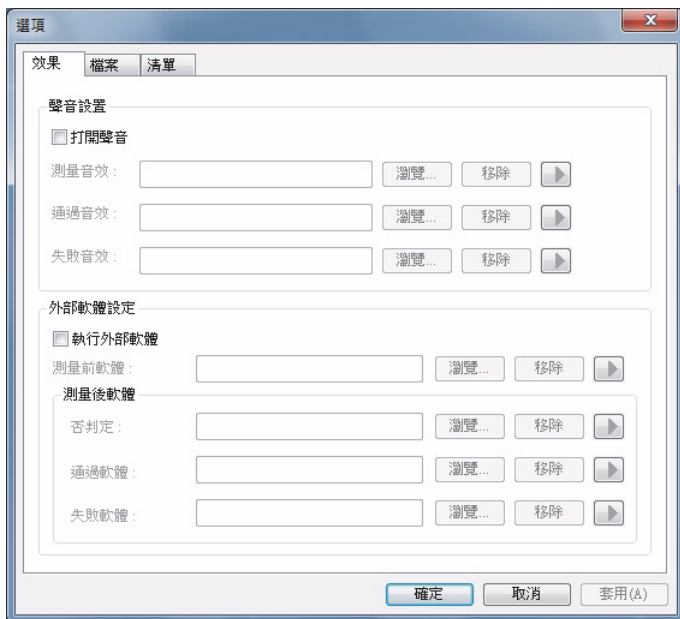 選項
效果 檔案 清單
聲音設置
打開聲音
測量音效 : 瀏覽... 移除
通過音效 : 瀏覽... 移除
失敗音效 : 瀏覽... 移除
外部軟體設定
執行外部軟體
測量前軟體 : 瀏覽... 移除
測量後軟體
否判定 : 瀏覽... 移除
通過軟體 : 瀏覽... 移除
失敗軟體 : 瀏覽... 移除
確定 取消 套用(A)